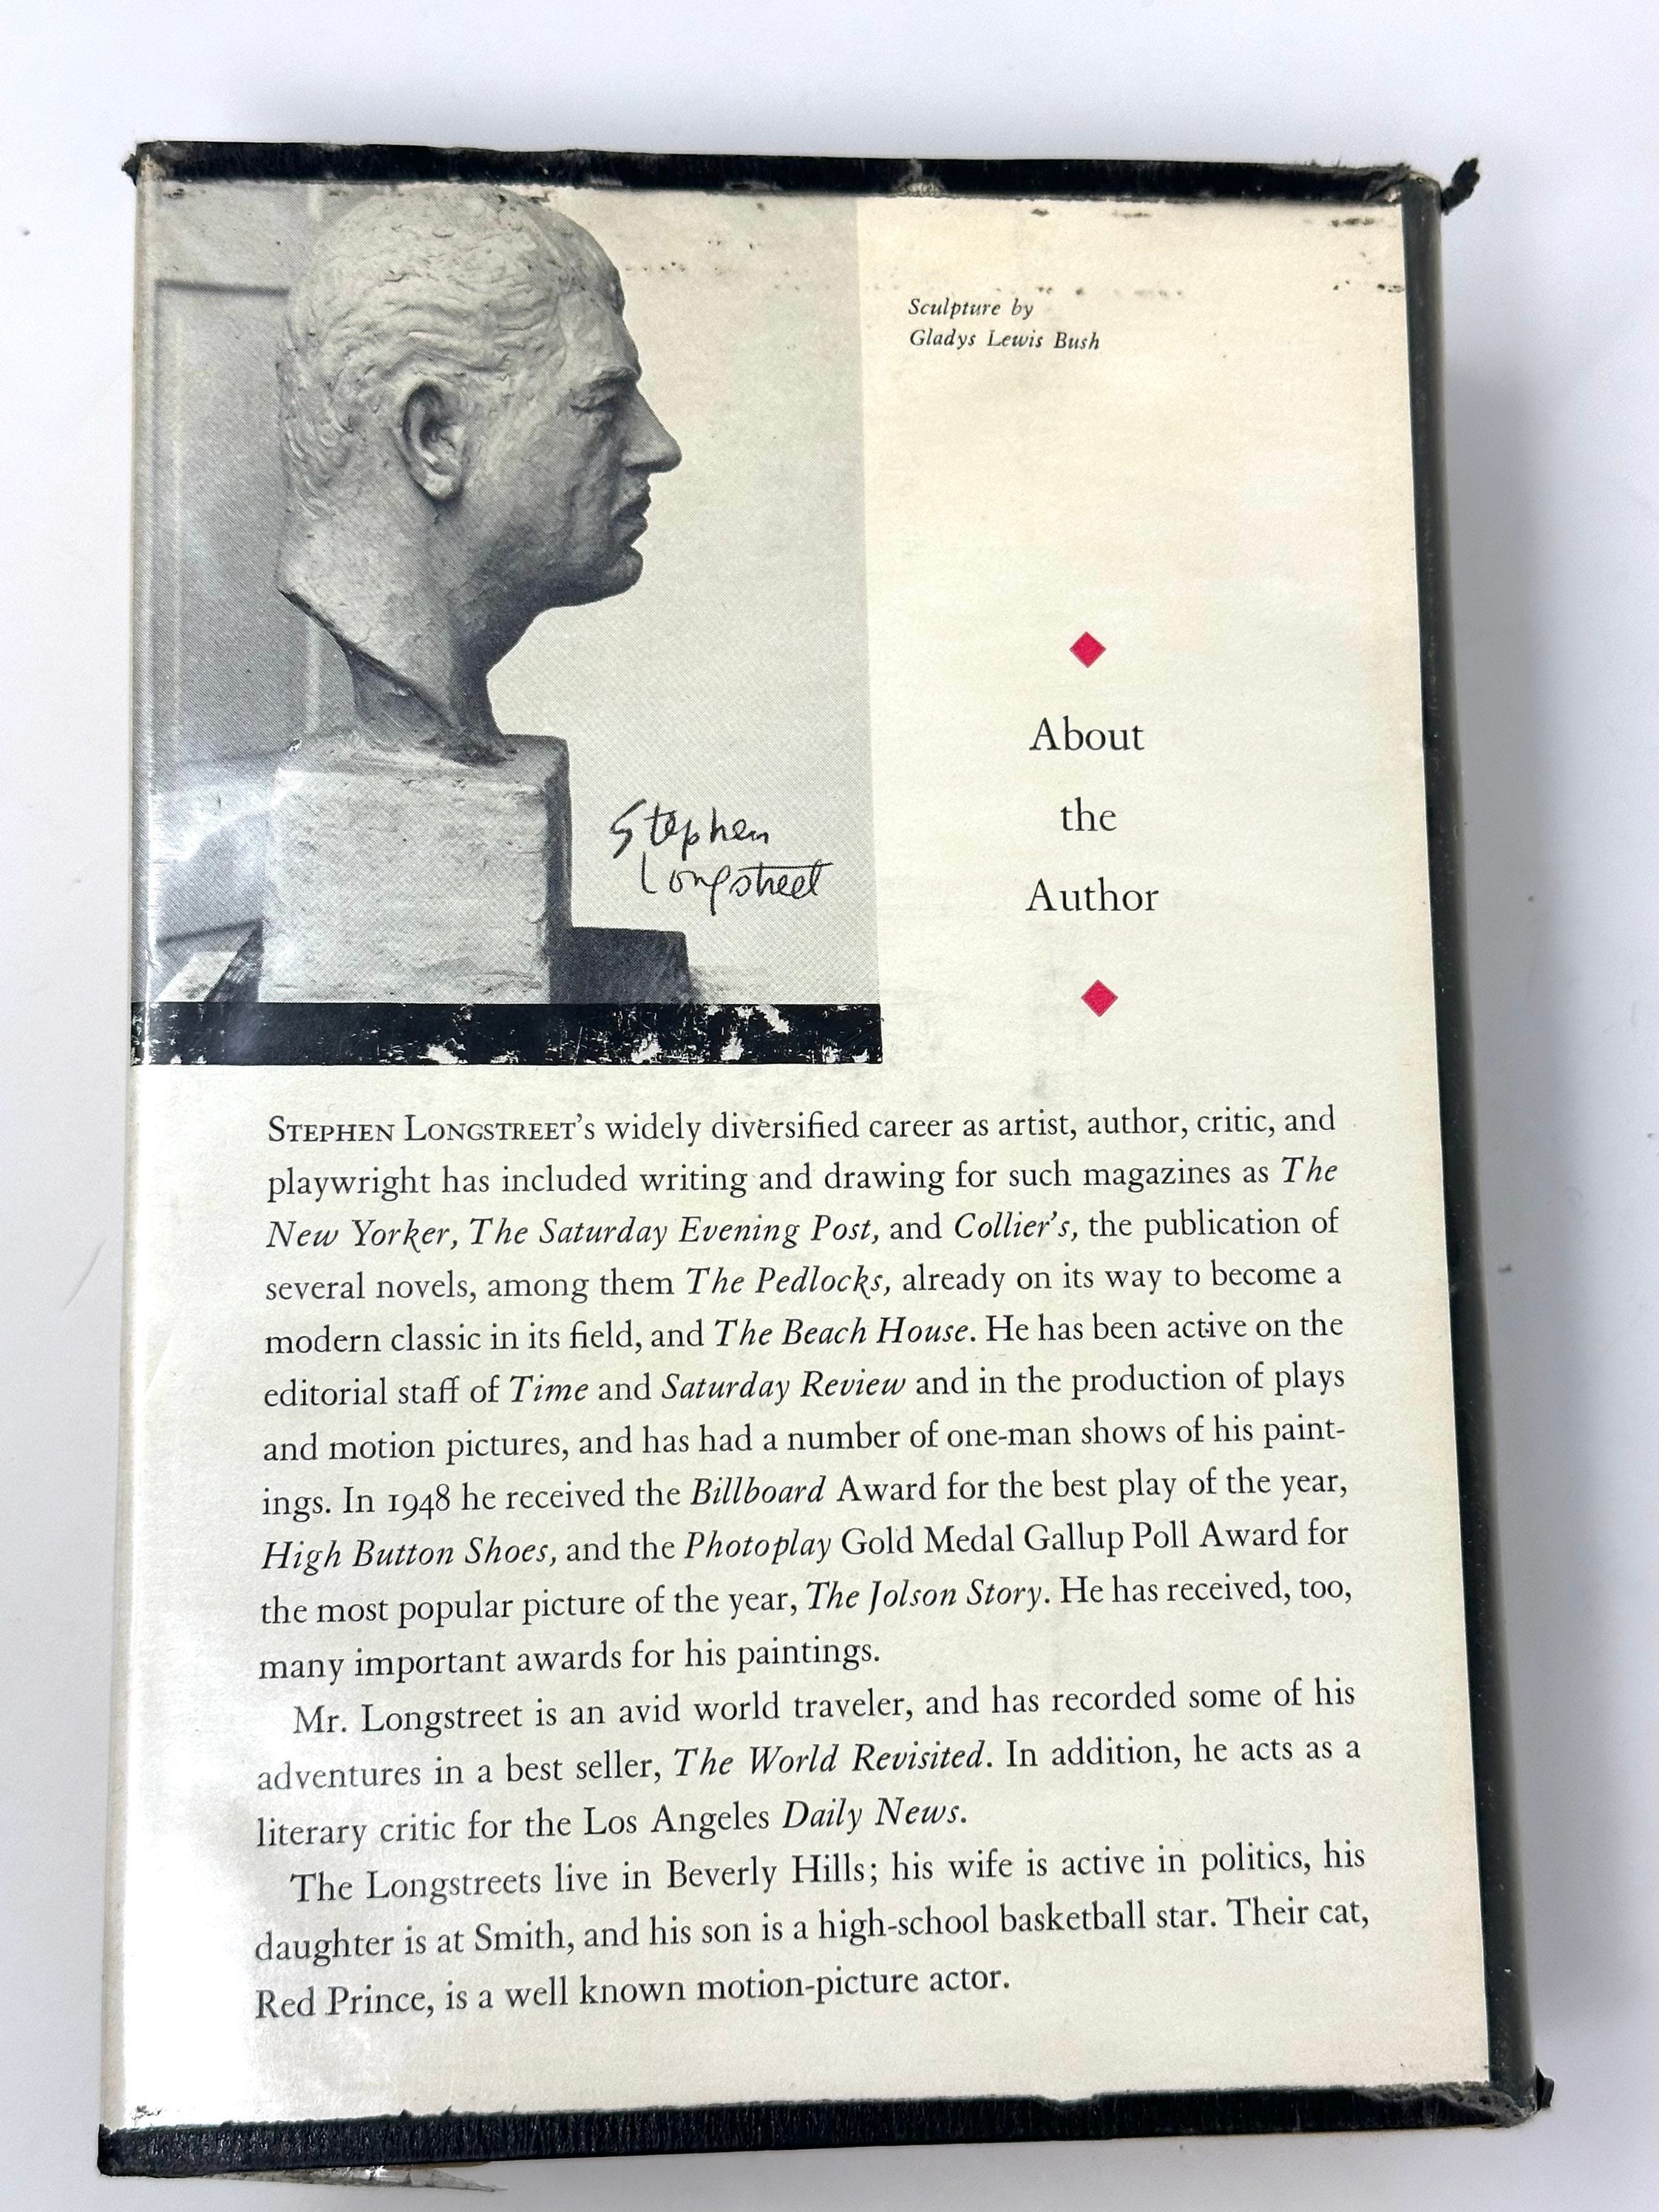 Sculpture by
Gladys Lewis Bush
Stephen
Longstreet
About
the
Author
STEPHEN LONGSTREET's widely diversified career as artist, author, critic, and
playwright has included writing and drawing for such magazines as The
New Yorker, The Saturday Evening Post, and Collier's, the publication of
several novels, among them The Pedlocks, already on its way to become a
modern classic in its field, and The Beach House. He has been active on the
editorial staff of Time and Saturday Review and in the production of plays
and motion pictures, and has had a number of one-man shows of his paint-
ings. In 1948 he received the Billboard Award for the best play of the year,
High Button Shoes, and the Photoplay Gold Medal Gallup Poll Award for
the most popular picture of the year, The Jolson Story. He has received, too,
many important awards for his paintings.
Mr. Longstreet is an avid world traveler, and has recorded some of his
adventures in a best seller, The World Revisited. In addition, he acts as a
literary critic for the Los Angeles Daily News.
The Longstreets live in Beverly Hills; his wife is active in politics, his
daughter is at Smith, and his son is a high-school basketball star. Their cat,
Red Prince, is a well known motion-picture actor.